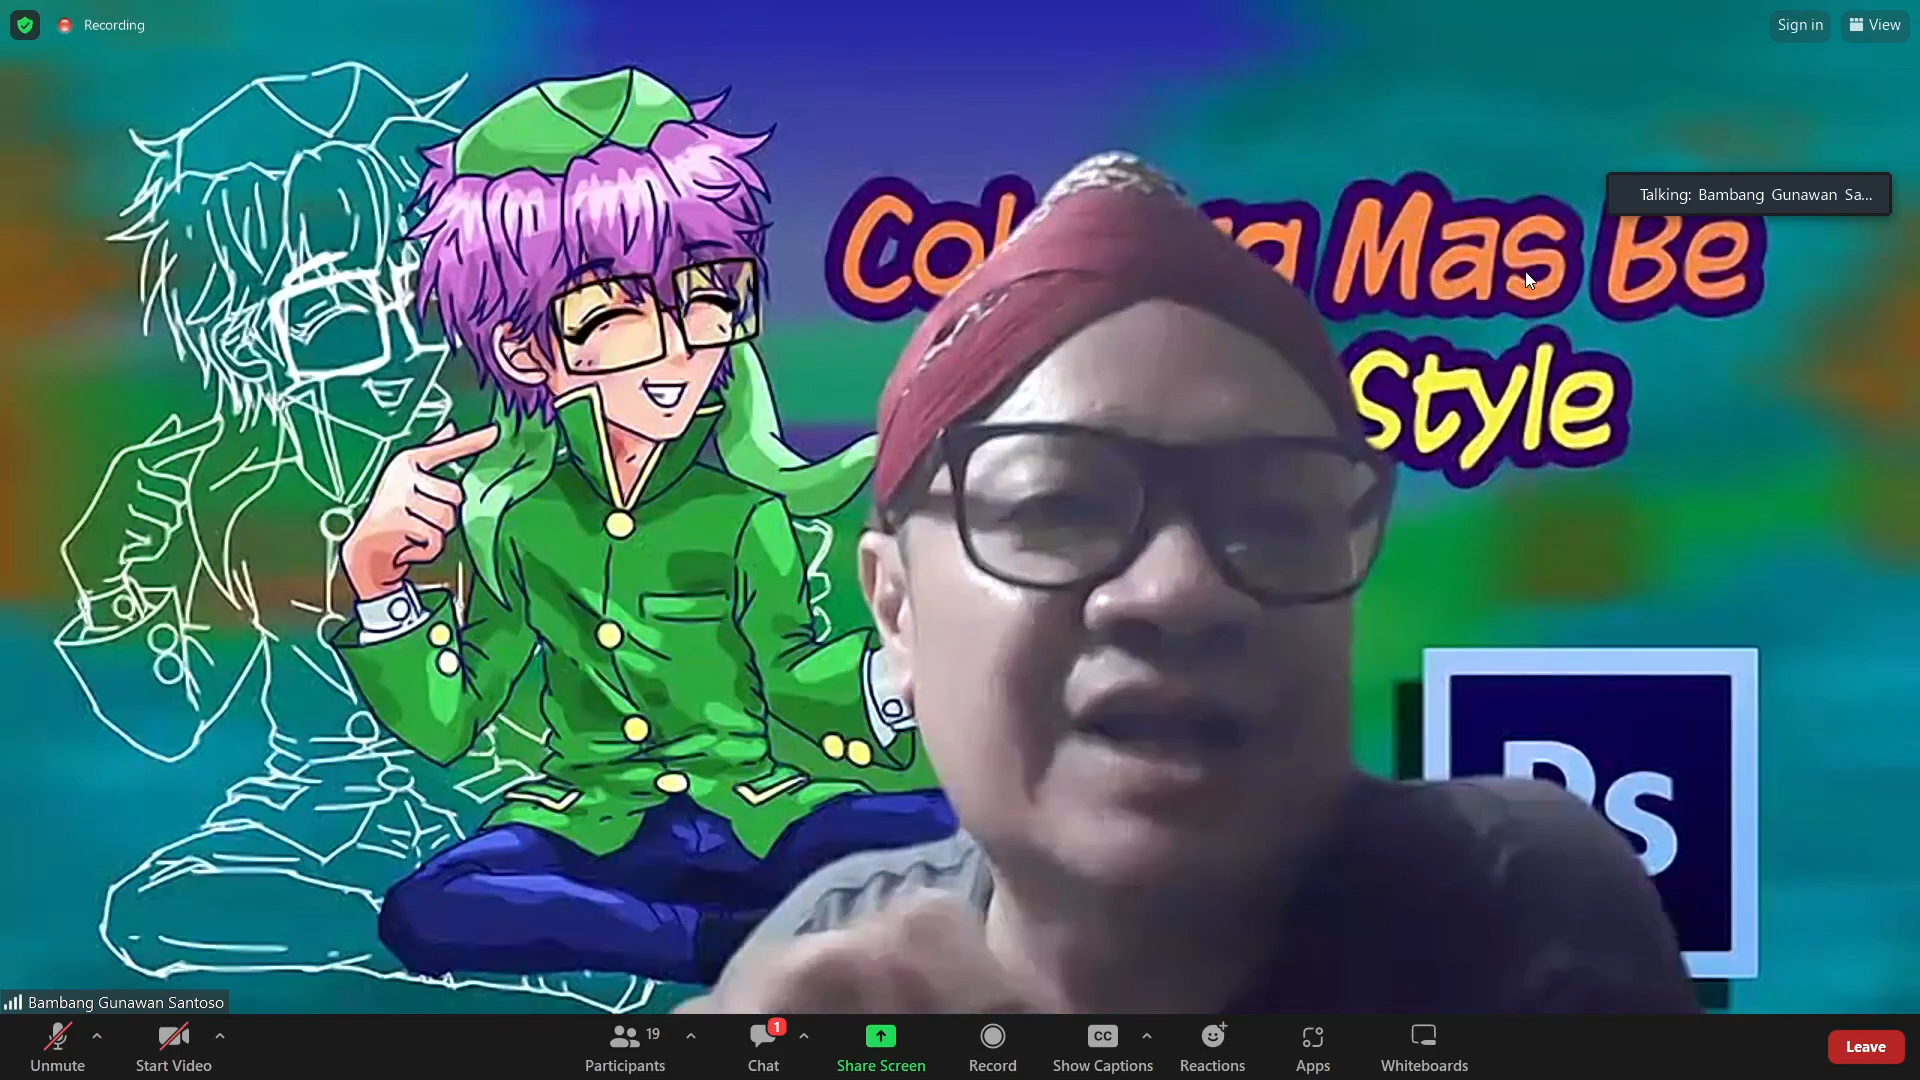 Recording
Sign in
View
Talking: Bambang Gunawan Sa...
Mas Be
Style
Ps
Bambang Gunawan Santoso
Unmute
Start Video
19
Participants
1
Chat
Share Screen
Record
CC
Show Captions
Reactions
Apps
Whiteboards
Leave